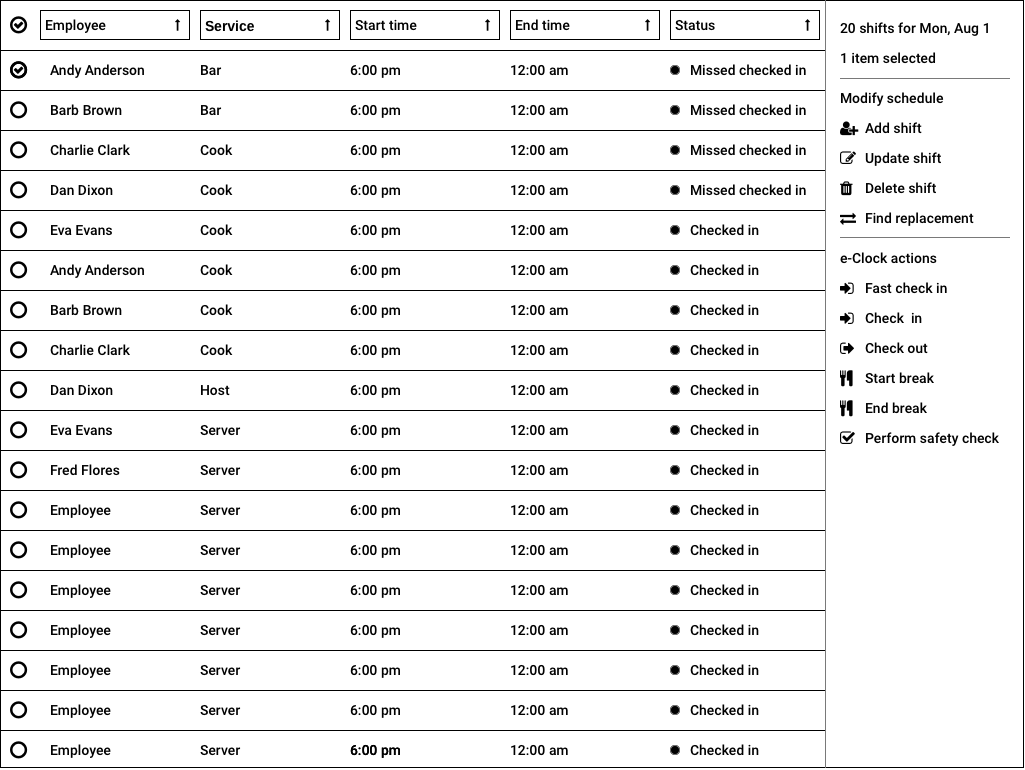 Employee Service Start time End time Status
Andy Anderson Bar 6:00 pm 12:00 am Missed checked in
Barb Brown Bar 6:00 pm 12:00 am Missed checked in
Charlie Clark Cook 6:00 pm 12:00 am Missed checked in
Dan Dixon Cook 6:00 pm 12:00 am Missed checked in
Eva Evans Cook 6:00 pm 12:00 am Checked in
Andy Anderson Cook 6:00 pm 12:00 am Checked in
Barb Brown Cook 6:00 pm 12:00 am Checked in
Charlie Clark Cook 6:00 pm 12:00 am Checked in
Dan Dixon Host 6:00 pm 12:00 am Checked in
Eva Evans Server 6:00 pm 12:00 am Checked in
Fred Flores Server 6:00 pm 12:00 am Checked in
Employee Server 6:00 pm 12:00 am Checked in
Employee Server 6:00 pm 12:00 am Checked in
Employee Server 6:00 pm 12:00 am Checked in
Employee Server 6:00 pm 12:00 am Checked in
Employee Server 6:00 pm 12:00 am Checked in
Employee Server 6:00 pm 12:00 am Checked in
Employee Server 6:00 pm 12:00 am Checked in
20 shifts for Mon, Aug 1
1 item selected
Modify schedule
Add shift
Update shift
Delete shift
Find replacement
e-Clock actions
Fast check in
Check in
Check out
Start break
End break
Perform safety check